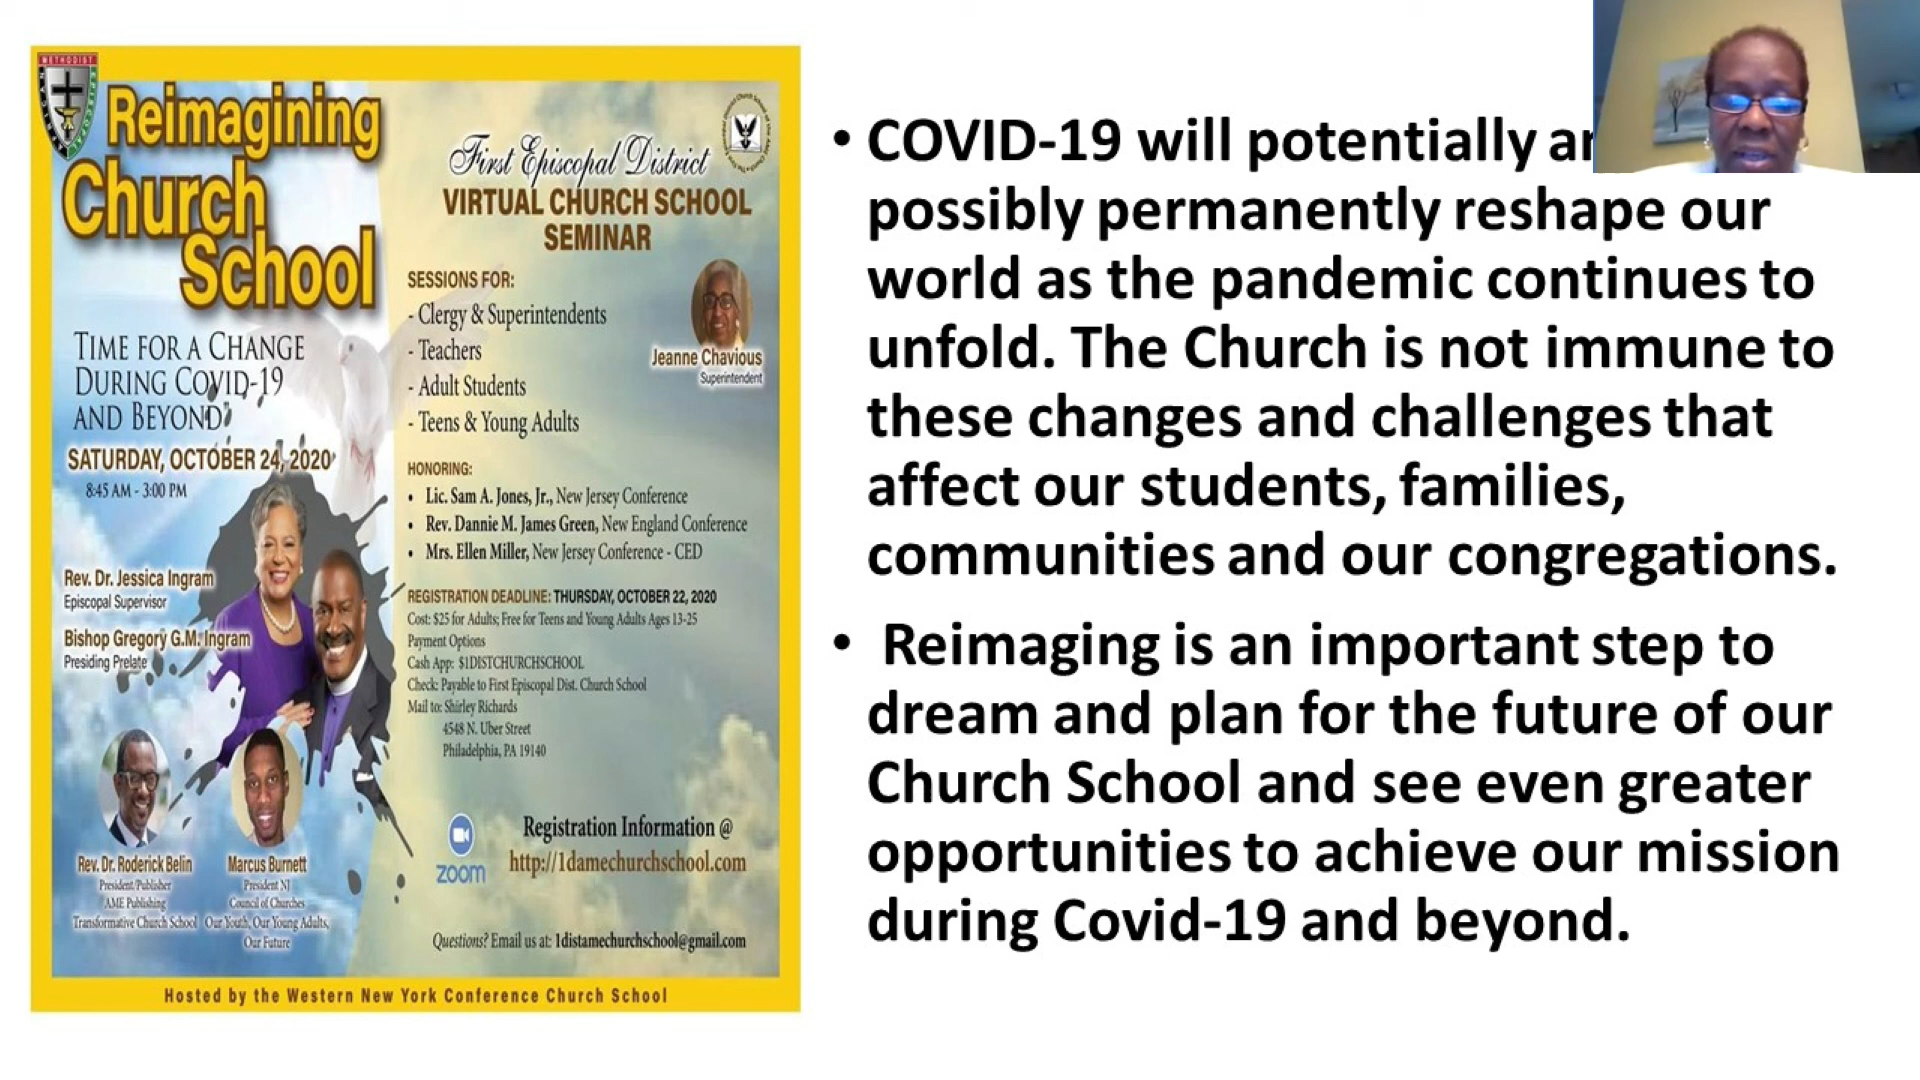 METHODIST
EPISCOPAL
AFRICAN
Reimagining
Church
School
TIME FOR A CHANGE
DURING COVID-19
AND BEYOND
SATURDAY, OCTOBER 24, 2020
8:45 AM - 3:00 PM
Rev. Dr. Jessica Ingram
Episcopal Supervisor
Bishop Gregory G.M. Ingram
Presiding Prelate
Rev. Dr. Roderick Belin
President/Publisher
AME Publishing
Transformative Church School
Marcus Burnett
President NJ
Council of Churches
Our Youth, Our Young Adults,
Our Future
First Episcopal District
VIRTUAL CHURCH SCHOOL
SEMINAR
SESSIONS FOR:
- Clergy & Superintendents
- Teachers
- Adult Students
- Teens & Young Adults
Jeanne Chavious
Superintendent
HONORING:
• Lic. Sam A. Jones, Jr., New Jersey Conference
• Rev. Dannie M. James Green, New England Conference
• Mrs. Ellen Miller, New Jersey Conference - CED
REGISTRATION DEADLINE: THURSDAY, OCTOBER 22, 2020
Cost: $25 for Adults; Free for Teens and Young Adults Ages 13-25
Payment Options
Cash App: $1DISTCHURCHSCHOOL
Check: Payable to First Episcopal Dist. Church School
Mail to: Shirley Richards
4548 N. Uber Street
Philadelphia, PA 19140
zoom
Registration Information @
http://1damechurchschool.com
Questions? Email us at: 1distamechurchschool@gmail.com
Hosted by the Western New York Conference Church School
• COVID-19 will potentially
possibly permanently reshape our
world as the pandemic continues to
unfold. The Church is not immune to
these changes and challenges that
affect our students, families,
communities and our congregations.
• Reimaging is an important step to
dream and plan for the future of our
Church School and see even greater
opportunities to achieve our mission
during Covid-19 and beyond.